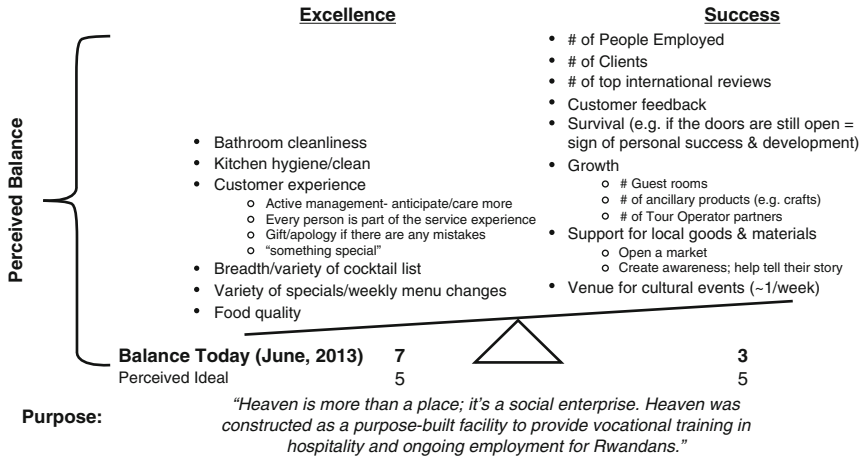 Excellence
Success
Perceived Balance
• Bathroom cleanliness
• Kitchen hygiene/clean
• Customer experience
o Active management- anticipate/care more
o Every person is part of the service experience
o Gift/apology if there are any mistakes
o “something special”
• Breadth/variety of cocktail list
• Variety of specials/weekly menu changes
• Food quality
• # of People Employed
• # of Clients
• # of top international reviews
• Customer feedback
• Survival (e.g. if the doors are still open =
sign of personal success & development)
• Growth
o # Guest rooms
o # of ancillary products (e.g. crafts)
o # of Tour Operator partners
• Support for local goods & materials
o Open a market
o Create awareness; help tell their story
• Venue for cultural events (~1/week)
Balance Today (June, 2013) 7 3
Perceived Ideal 5 5
Purpose:
“Heaven is more than a place; it’s a social enterprise. Heaven was
constructed as a purpose-built facility to provide vocational training in
hospitality and ongoing employment for Rwandans.”